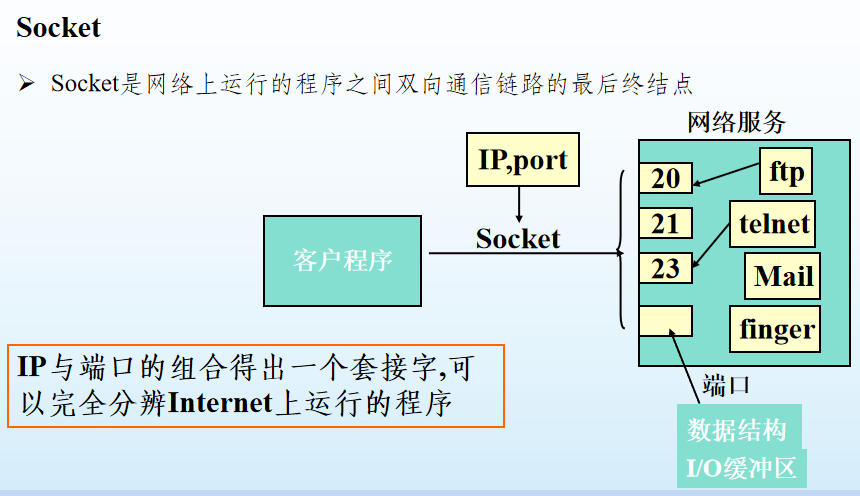 Socket
Socket是网络上运行的程序之间双向通信链路的最后终结点
网络服务
IP,port
20
ftp
21
telnet
Socket
客户程序
23
Mail
finger
IP与端口的组合得出一个套接字,可
以完全分辨Internet上运行的程序
端口
数据结构
I/O缓冲区